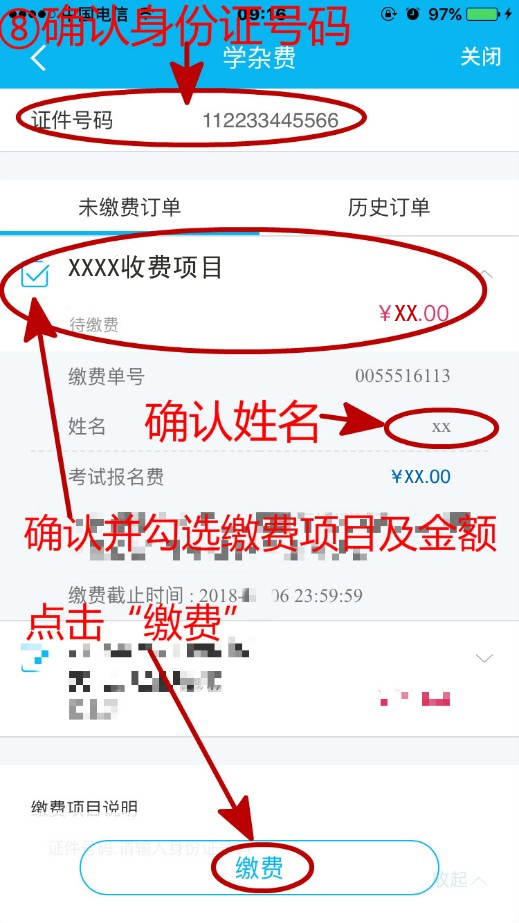 中国电信 09:16 97%
⑧确认身份证号码
学杂费 关闭
证件号码 112233445566
未缴费订单 历史订单
XXXX收费项目
待缴费 ￥XX.00
缴费单号 0055516113
确认姓名
姓名 xx
考试报名费 ￥XX.00
确认并勾选缴费项目及金额
缴费截止时间 : 2018- 06 23:59:59
点击“缴费”
缴费项目说明
证件号码:请输入身份证
缴费
收起